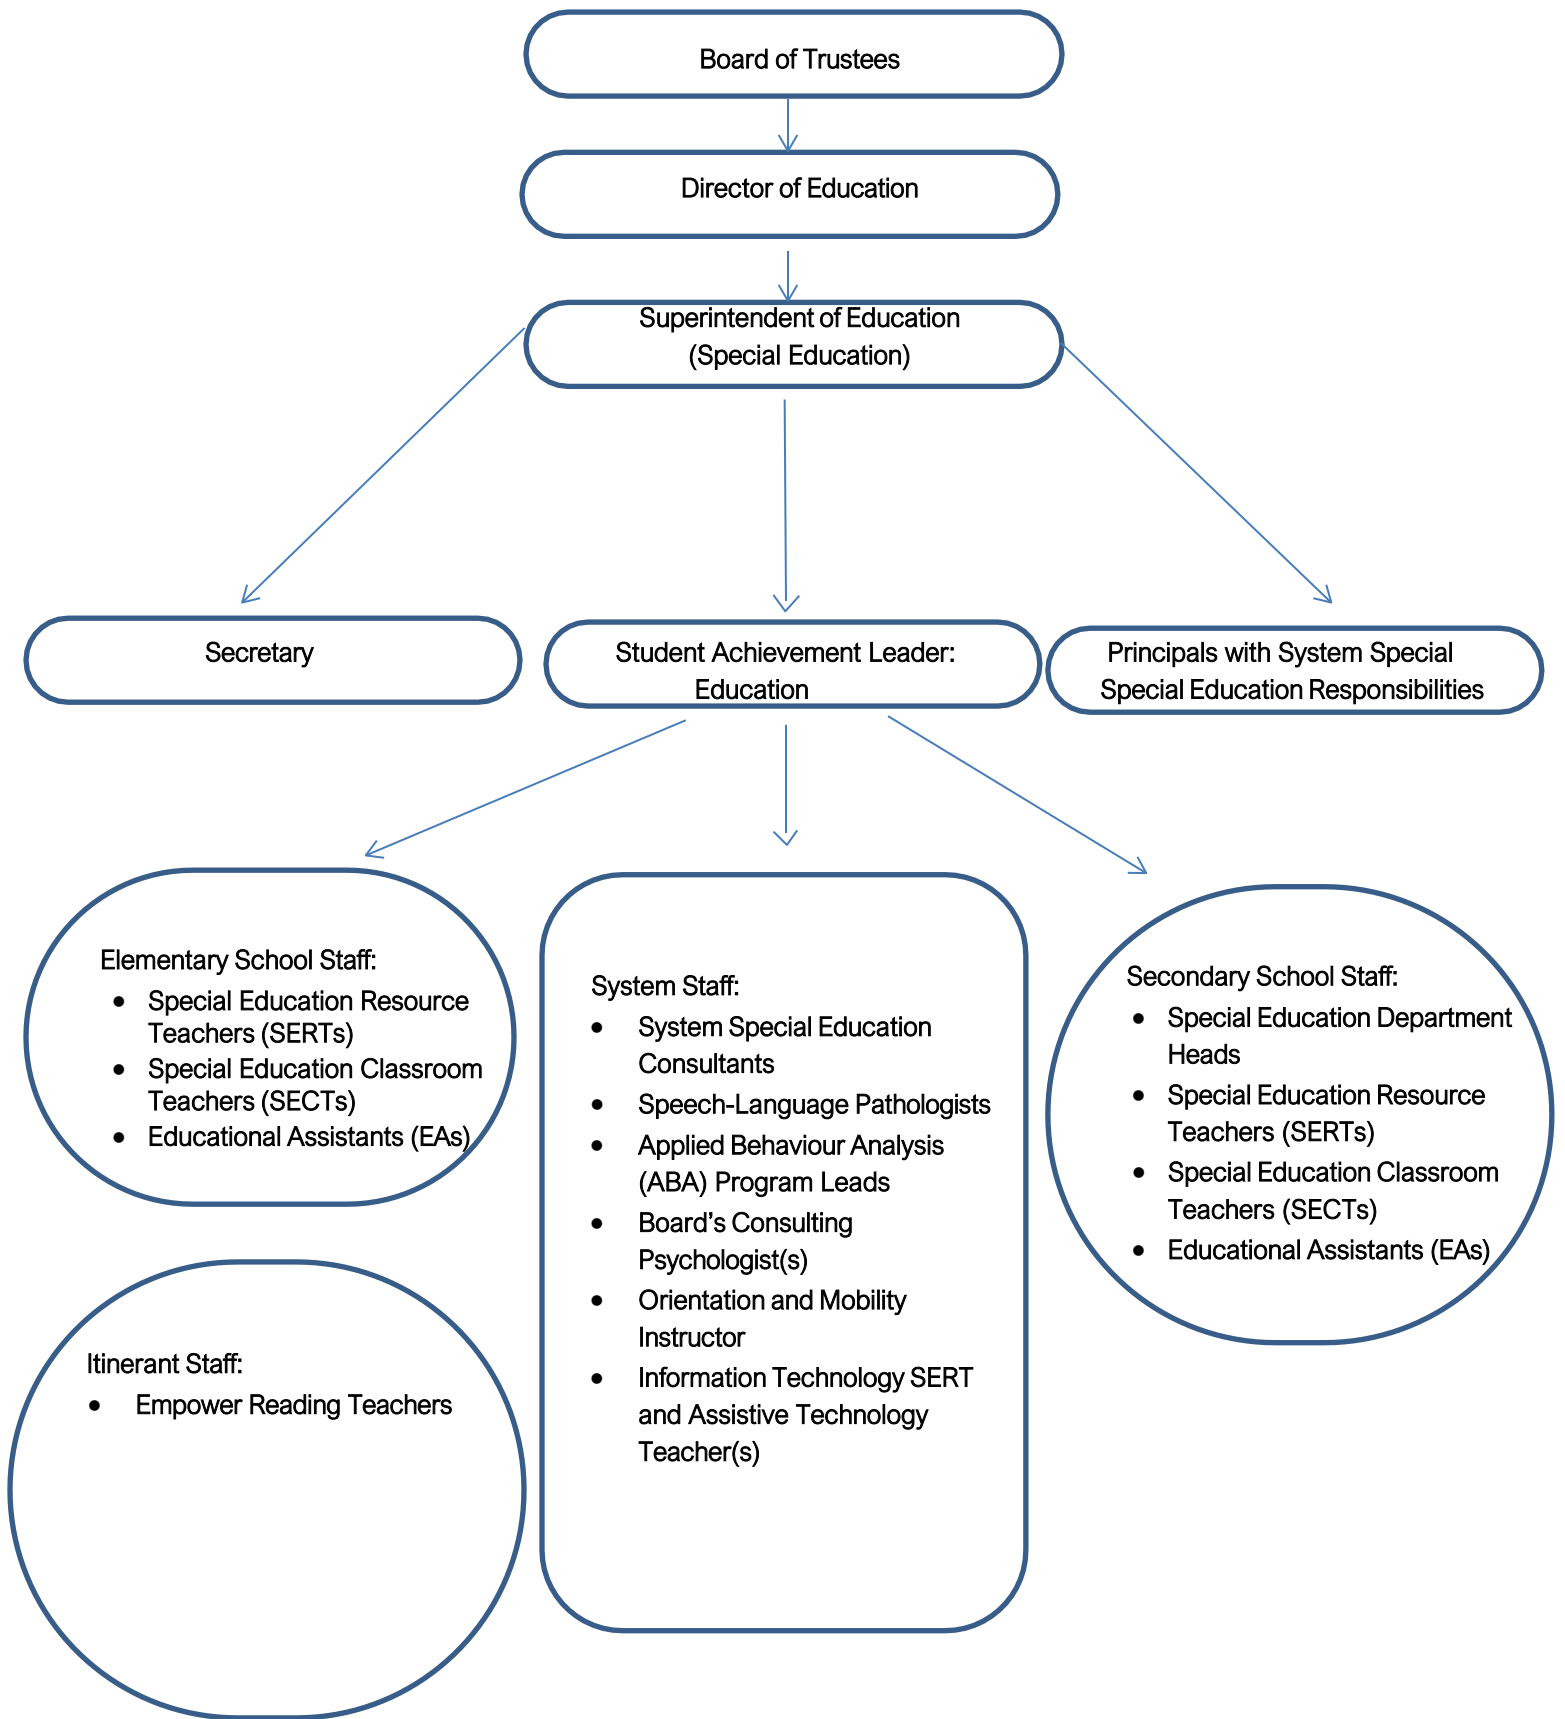 Board of Trustees
Director of Education
Superintendent of Education
(Special Education)
Secretary
Student Achievement Leader:
Education
Principals with System Special
Special Education Responsibilities
Elementary School Staff:
• Special Education Resource
Teachers (SERTs)
• Special Education Classroom
Teachers (SECTs)
• Educational Assistants (EAs)
System Staff:
• System Special Education
Consultants
• Speech-Language Pathologists
• Applied Behaviour Analysis
(ABA) Program Leads
• Board’s Consulting
Psychologist(s)
• Orientation and Mobility
Instructor
• Information Technology SERT
and Assistive Technology
Teacher(s)
Secondary School Staff:
• Special Education Department
Heads
• Special Education Resource
Teachers (SERTs)
• Special Education Classroom
Teachers (SECTs)
• Educational Assistants (EAs)
Itinerant Staff:
• Empower Reading Teachers